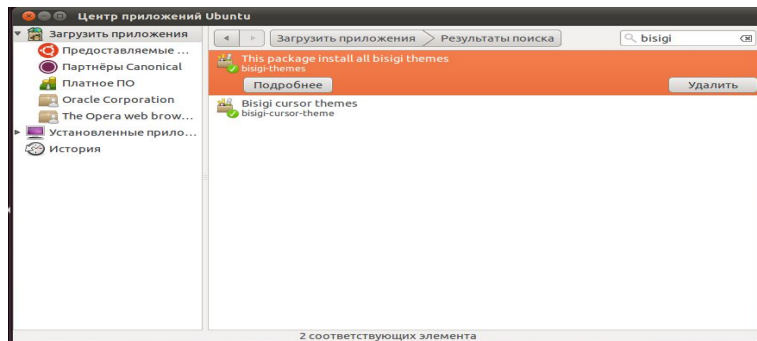 Центр приложений Ubuntu
Загрузить приложения
Предоставляемые ...
Партнёры Canonical
Платное ПО
Oracle Corporation
The Opera web brow...
Установленные прило...
История
Загрузить приложения
Результаты поиска
bisigi
This package install all bisigi themes
bisigi-themes
Подробнее
Удалить
Bisigi cursor themes
bisigi-cursor-theme
2 соответствующих элемента